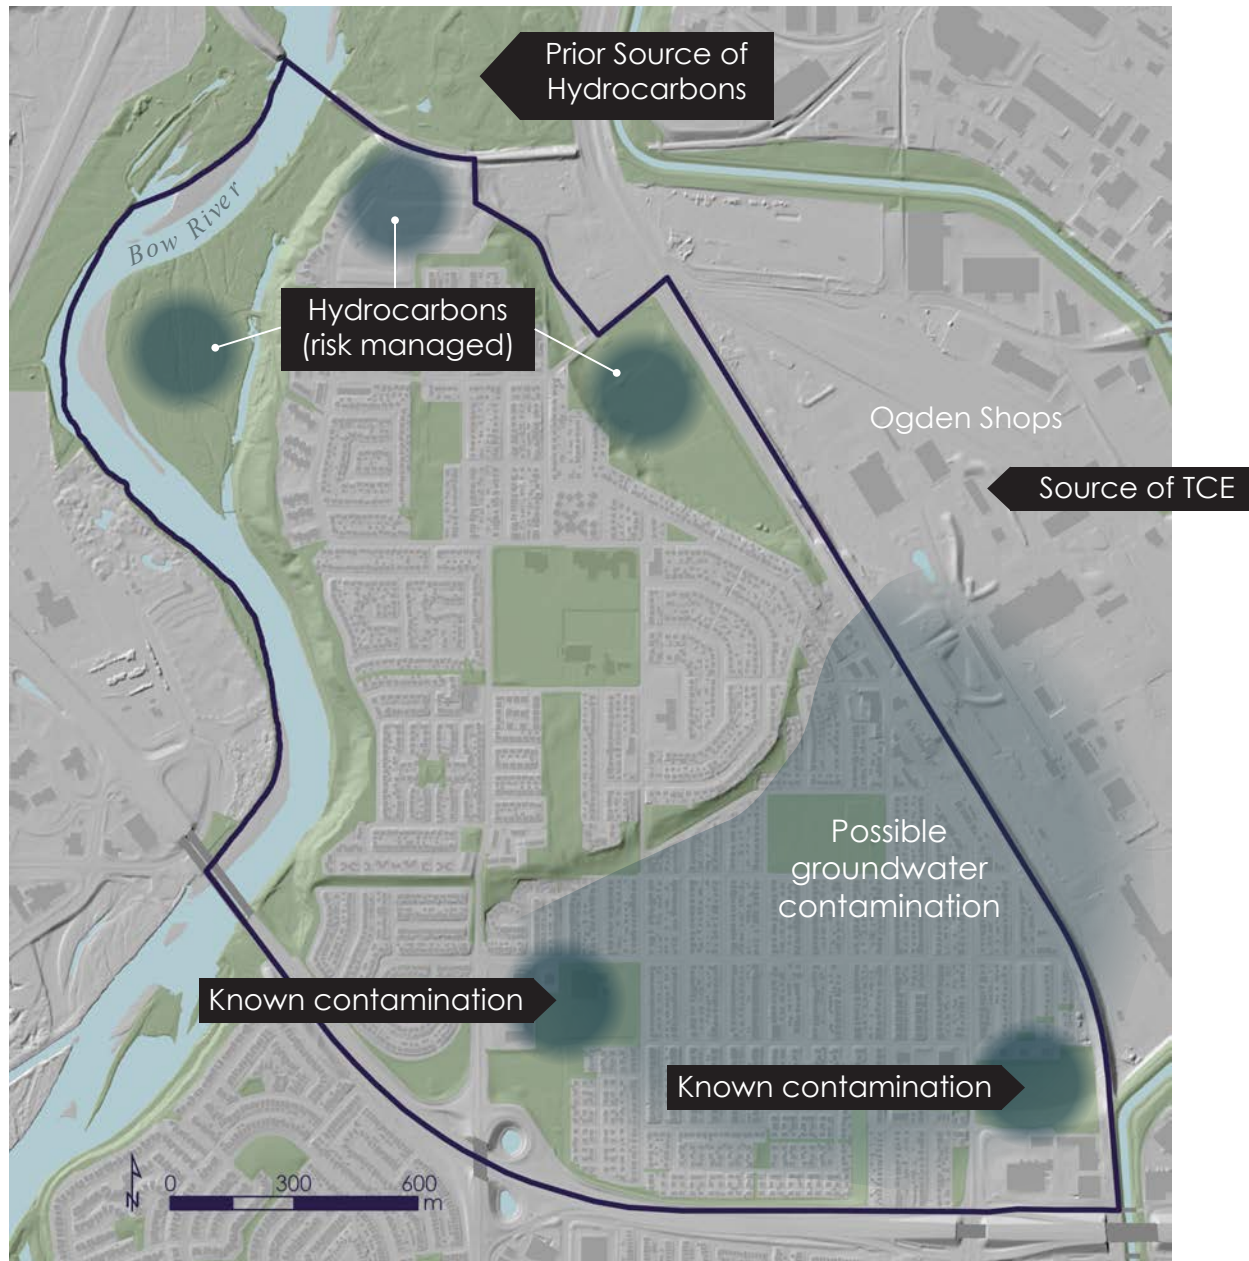 Prior Source of
Hydrocarbons
Bow River
Hydrocarbons
(risk managed)
Ogden Shops
Source of TCE
Possible
groundwater
contamination
Known contamination
Known contamination
N
0 300 600
m